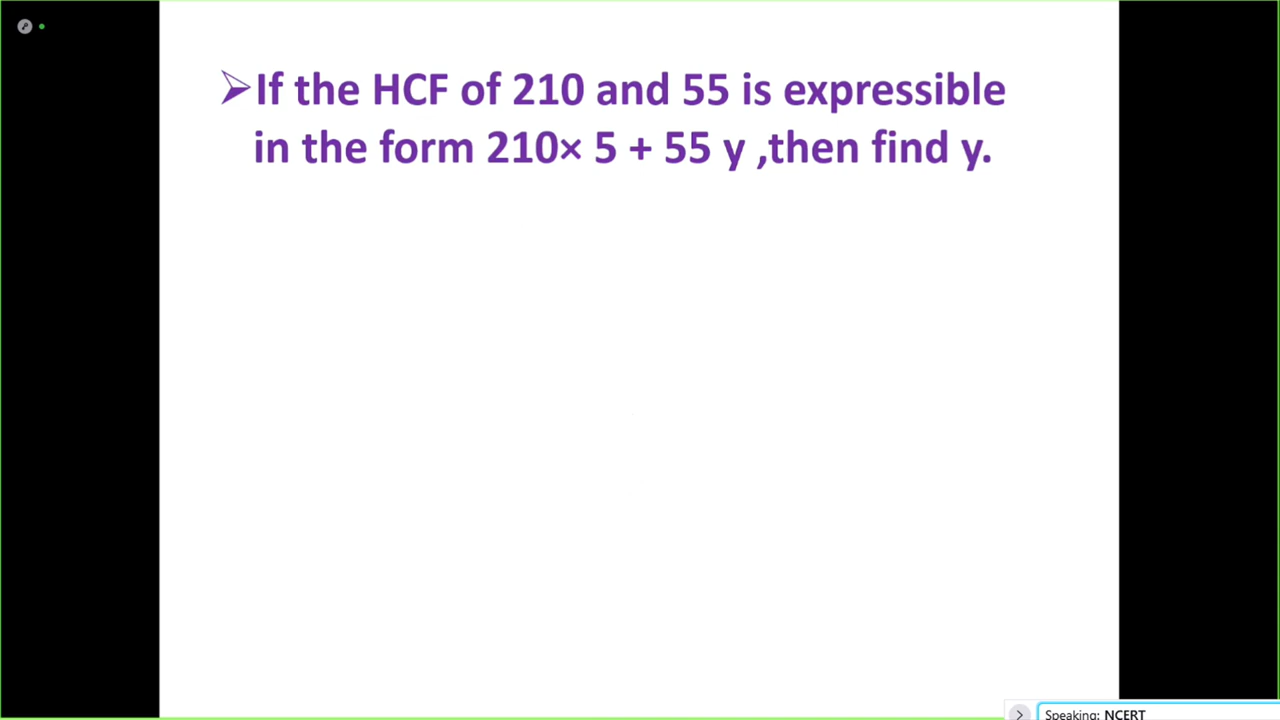 ➢If the HCF of 210 and 55 is expressible
in the form 210× 5 + 55 y ,then find y.
Speaking: NCERT